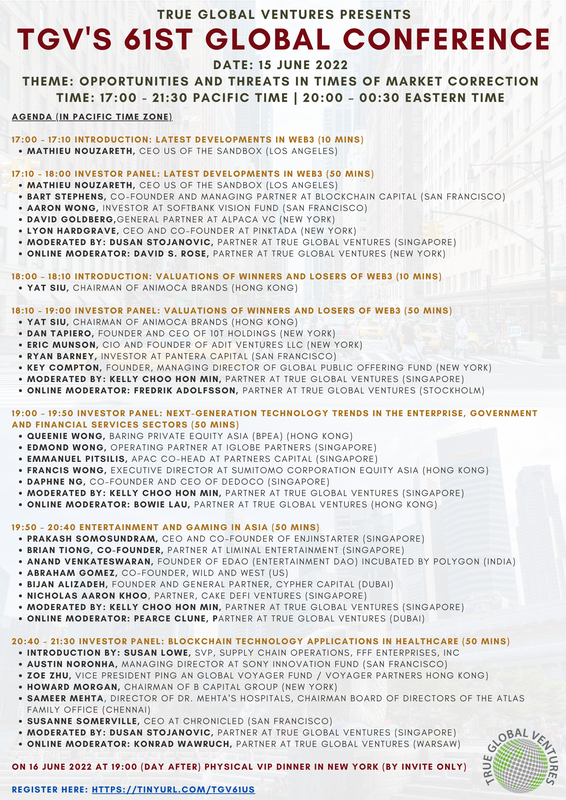 TRUE GLOBAL VENTURES PRESENTS
TGV'S 61ST GLOBAL CONFERENCE
DATE: 15 JUNE 2022
THEME: OPPORTUNITIES AND THREATS IN TIMES OF MARKET CORRECTION
TIME: 17:00 - 21:30 PACIFIC TIME | 20:00 - 00:30 EASTERN TIME
AGENDA (IN PACIFIC TIME ZONE)
17:00 - 17:10 INTRODUCTION: LATEST DEVELOPMENTS IN WEB3 (10 MINS)
• MATHIEU NOUZARETH, CEO US OF THE SANDBOX (LOS ANGELES)
17:10 - 18:00 INVESTOR PANEL: LATEST DEVELOPMENTS IN WEB3 (50 MINS)
• MATHIEU NOUZARETH, CEO US OF THE SANDBOX (LOS ANGELES)
• BART STEPHENS, CO-FOUNDER AND MANAGING PARTNER AT BLOCKCHAIN CAPITAL (SAN FRANCISCO)
• AARON WONG, INVESTOR AT SOFTBANK VISION FUND (SAN FRANCISCO)
• DAVID GOLDBERG,GENERAL PARTNER AT ALPACA VC (NEW YORK)
• LYON HARDGRAVE, CEO AND CO-FOUNDER AT PINKTADA (NEW YORK)
• MODERATED BY: DUSAN STOJANOVIC, PARTNER AT TRUE GLOBAL VENTURES (SINGAPORE)
• ONLINE MODERATOR: DAVID S. ROSE, PARTNER AT TRUE GLOBAL VENTURES (NEW YORK)
18:00 - 18:10 INTRODUCTION: VALUATIONS OF WINNERS AND LOSERS OF WEB3 (10 MINS)
• YAT SIU, CHAIRMAN OF ANIMOCA BRANDS (HONG KONG)
18:10 - 19:00 INVESTOR PANEL: VALUATIONS OF WINNERS AND LOSERS OF WEB3 (50 MINS)
• YAT SIU, CHAIRMAN OF ANIMOCA BRANDS (HONG KONG)
• DAN TAPIERO, FOUNDER AND CEO OF 10T HOLDINGS (NEW YORK)
• ERIC MUNSON, CIO AND FOUNDER OF ADIT VENTURES LLC (NEW YORK)
• RYAN BARNEY, INVESTOR AT PANTERA CAPITAL (SAN FRANCISCO)
• KEY COMPTON, FOUNDER, MANAGING DIRECTOR OF GLOBAL PUBLIC OFFERING FUND (NEW YORK)
• MODERATED BY: KELLY CHOO HON MIN, PARTNER AT TRUE GLOBAL VENTURES (SINGAPORE)
• ONLINE MODERATOR: FREDRIK ADOLFSSON, PARTNER AT TRUE GLOBAL VENTURES (STOCKHOLM)
19:00 - 19:50 INVESTOR PANEL: NEXT-GENERATION TECHNOLOGY TRENDS IN THE ENTERPRISE, GOVERNMENT
AND FINANCIAL SERVICES SECTORS (50 MINS)
• QUEENIE WONG, BARING PRIVATE EQUITY ASIA (BPEA) (HONG KONG)
• EDMOND WONG, OPERATING PARTNER AT IGLOBE PARTNERS (SINGAPORE)
• EMMANUEL PITSILIS, APAC CO-HEAD AT PARTNERS CAPITAL (SINGAPORE)
• FRANCIS WONG, EXECUTIVE DIRECTOR AT SUMITOMO CORPORATION EQUITY ASIA (HONG KONG)
• DAPHNE NG, CO-FOUNDER AND CEO OF DEDOCO (SINGAPORE)
• MODERATED BY: KELLY CHOO HON MIN, PARTNER AT TRUE GLOBAL VENTURES (SINGAPORE)
• ONLINE MODERATOR: BOWIE LAU, PARTNER AT TRUE GLOBAL VENTURES (HONG KONG)
19:50 - 20:40 ENTERTAINMENT AND GAMING IN ASIA (50 MINS)
• PRAKASH SOMOSUNDRAM, CEO AND CO-FOUNDER OF ENJINSTARTER (SINGAPORE)
• BRIAN TIONG, CO-FOUNDER, PARTNER AT LIMINAL ENTERTAINMENT (SINGAPORE)
• ANAND VENKATESWARAN, FOUNDER OF EDAO (ENTERTAINMENT DAO) INCUBATED BY POLYGON (INDIA)
• ABRAHAM GOMEZ, CO-FOUNDER, WILD AND WEST (US)
• BIJAN ALIZADEH, FOUNDER AND GENERAL PARTNER, CYPHER CAPITAL (DUBAI)
• NICHOLAS AARON KHOO, PARTNER, CAKE DEFI VENTURES (SINGAPORE)
• MODERATED BY: KELLY CHOO HON MIN, PARTNER AT TRUE GLOBAL VENTURES (SINGAPORE)
• ONLINE MODERATOR: PEARCE CLUNE, PARTNER AT TRUE GLOBAL VENTURES (DUBAI)
20:40 - 21:30 INVESTOR PANEL: BLOCKCHAIN TECHNOLOGY APPLICATIONS IN HEALTHCARE (50 MINS)
• INTRODUCTION BY: SUSAN LOWE, SVP, SUPPLY CHAIN OPERATIONS, FFF ENTERPRISES, INC
• AUSTIN NORONHA, MANAGING DIRECTOR AT SONY INNOVATION FUND (SAN FRANCISCO)
• ZOE ZHU, VICE PRESIDENT PING AN GLOBAL VOYAGER FUND / VOYAGER PARTNERS HONG KONG)
• HOWARD MORGAN, CHAIRMAN OF B CAPITAL GROUP (NEW YORK)
• SAMEER MEHTA, DIRECTOR OF DR. MEHTA'S HOSPITALS, CHAIRMAN BOARD OF DIRECTORS OF THE ATLAS
FAMILY OFFICE (CHENNAI)
• SUSANNE SOMERVILLE, CEO AT CHRONICLED (SAN FRANCISCO)
• MODERATED BY: DUSAN STOJANOVIC, PARTNER AT TRUE GLOBAL VENTURES (SINGAPORE)
• ONLINE MODERATOR: KONRAD WAWRUCH, PARTNER AT TRUE GLOBAL VENTURES (WARSAW)
ON 16 JUNE 2022 AT 19:00 (DAY AFTER) PHYSICAL VIP DINNER IN NEW YORK (BY INVITE ONLY)
REGISTER HERE: HTTPS://TINYURL.COM/TGV61US
TRUE GLOBAL VENTURES